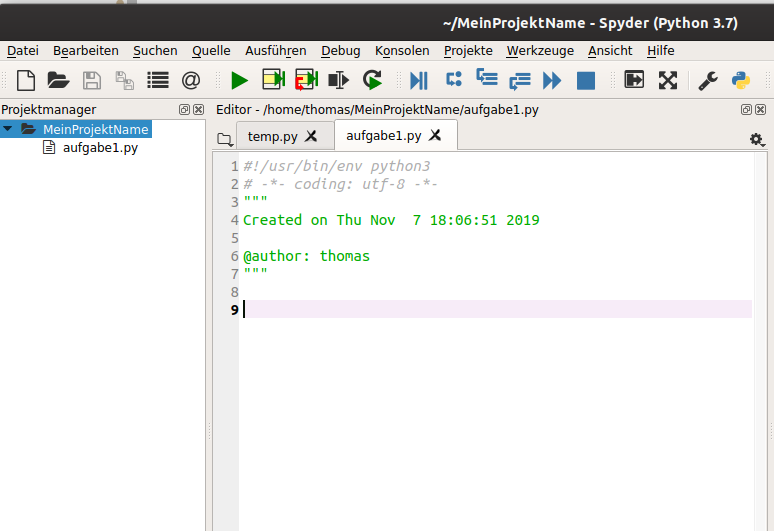 ~/MeinProjektName - Spyder (Python 3.7)
Datei Bearbeiten Suchen Quelle Ausführen Debug Konsolen Projekte Werkzeuge Ansicht Hilfe
@
Projektmanager
Editor - /home/thomas/MeinProjektName/aufgabe1.py
MeinProjektName
aufgabe1.py
temp.py aufgabe1.py
1 #!/usr/bin/env python3
2 # -*- coding: utf-8 -*-
3 """
4 Created on Thu Nov  7 18:06:51 2019
5
6 @author: thomas
7 """
8
9